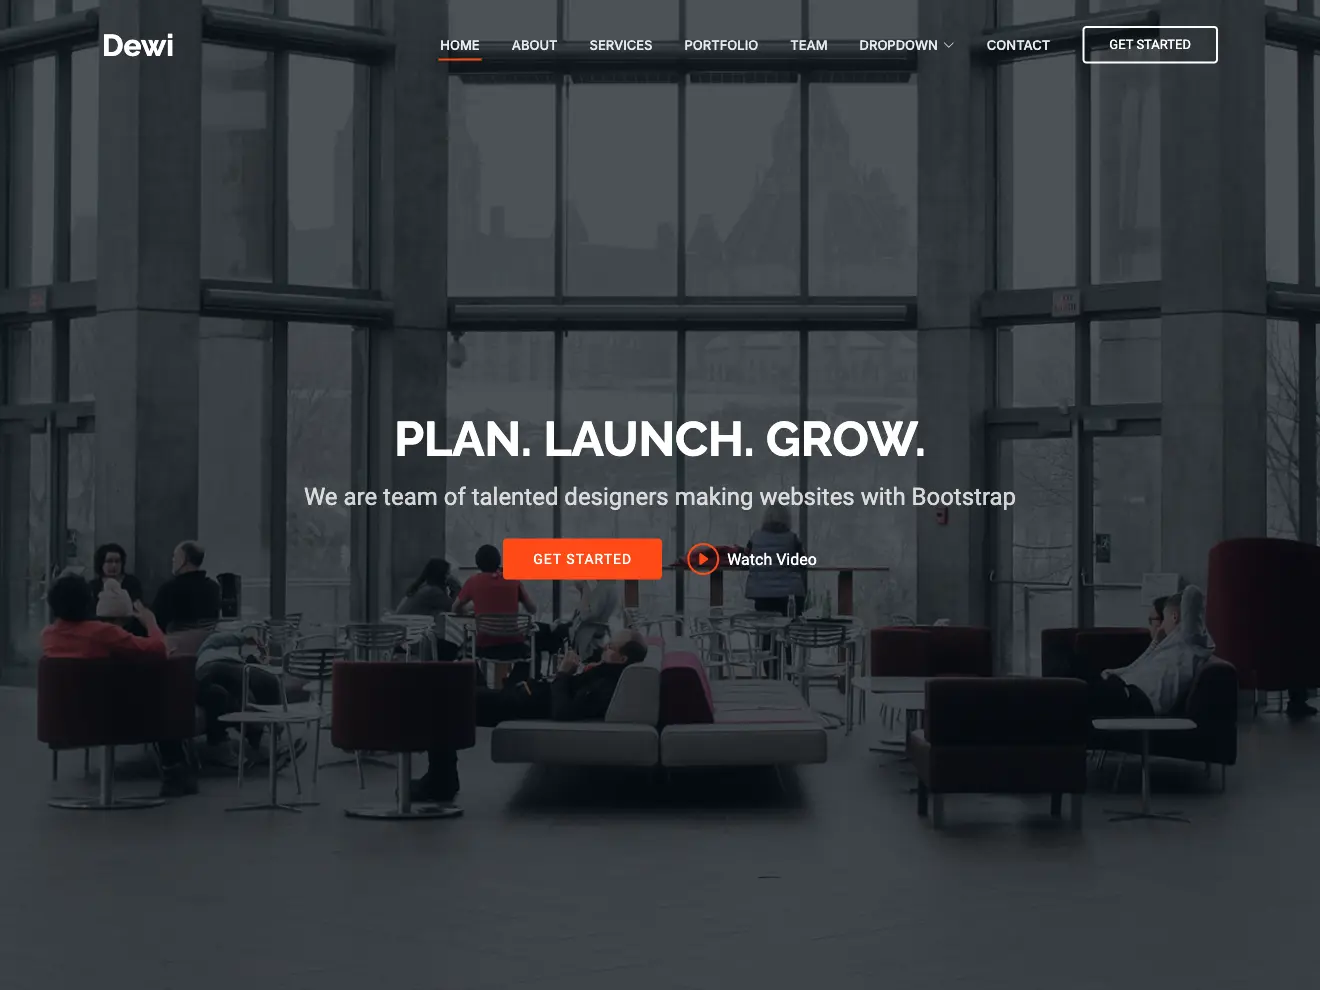 Dewi
HOME
ABOUT
SERVICES
PORTFOLIO
TEAM
DROPDOWN
CONTACT
GET STARTED
PLAN. LAUNCH. GROW.
We are team of talented designers making websites with Bootstrap
GET STARTED
Watch Video